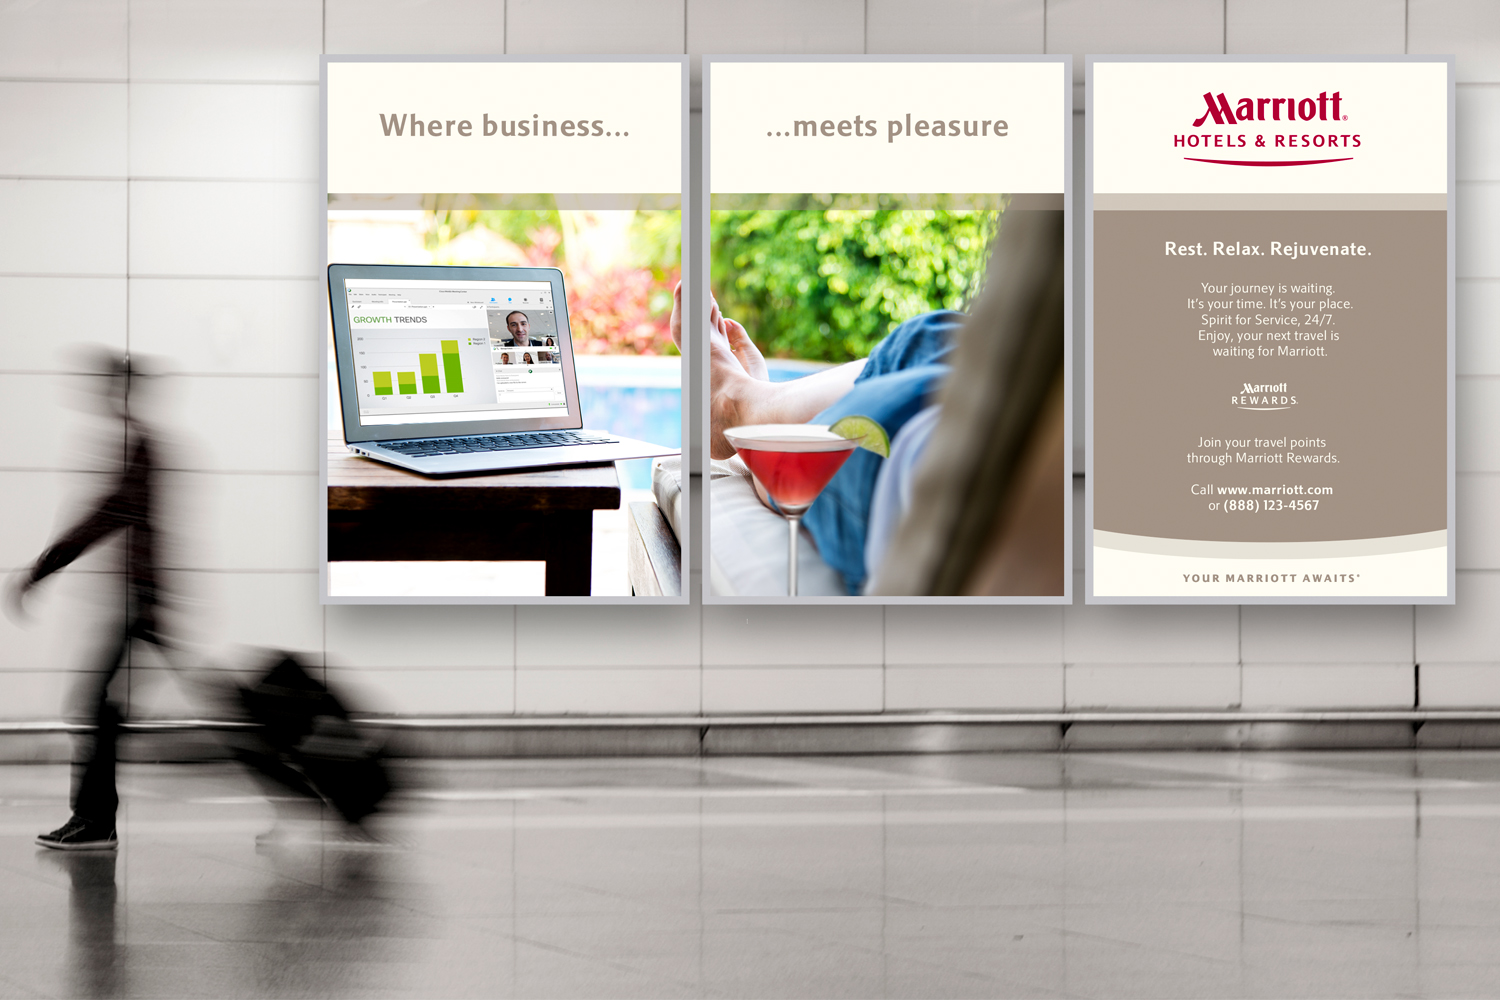 Where business...
GROWTH TRENDS
...meets pleasure
Marriott®
HOTELS & RESORTS
Rest. Relax. Rejuvenate.
Your journey is waiting.
It's your time. It's your place.
Spirit for Service, 24/7.
Enjoy, your next travel is
waiting for Marriott.
Marriott
REWARDS
Join your travel points
through Marriott Rewards.
Call www.marriott.com
or (888) 123-4567
YOUR MARRIOTT AWAITS®